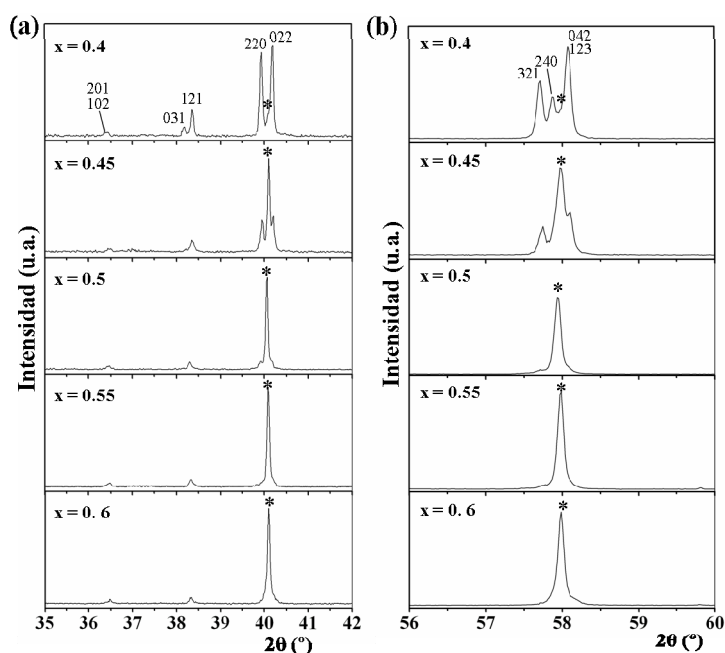 (a)
x = 0.4
201
102
031
121
220
022
*
x = 0.45
*
x = 0.5
*
x = 0.55
*
x = 0. 6
*
Intensidad (u.a.)
35 36 37 38 39 40 41 42
2θ (°)
(b)
x = 0.4
321
240
042
123
*
x = 0.45
*
x = 0.5
*
x = 0.55
*
x = 0. 6
*
Intensidad (u.a.)
56 57 58 59 60
2θ (°)